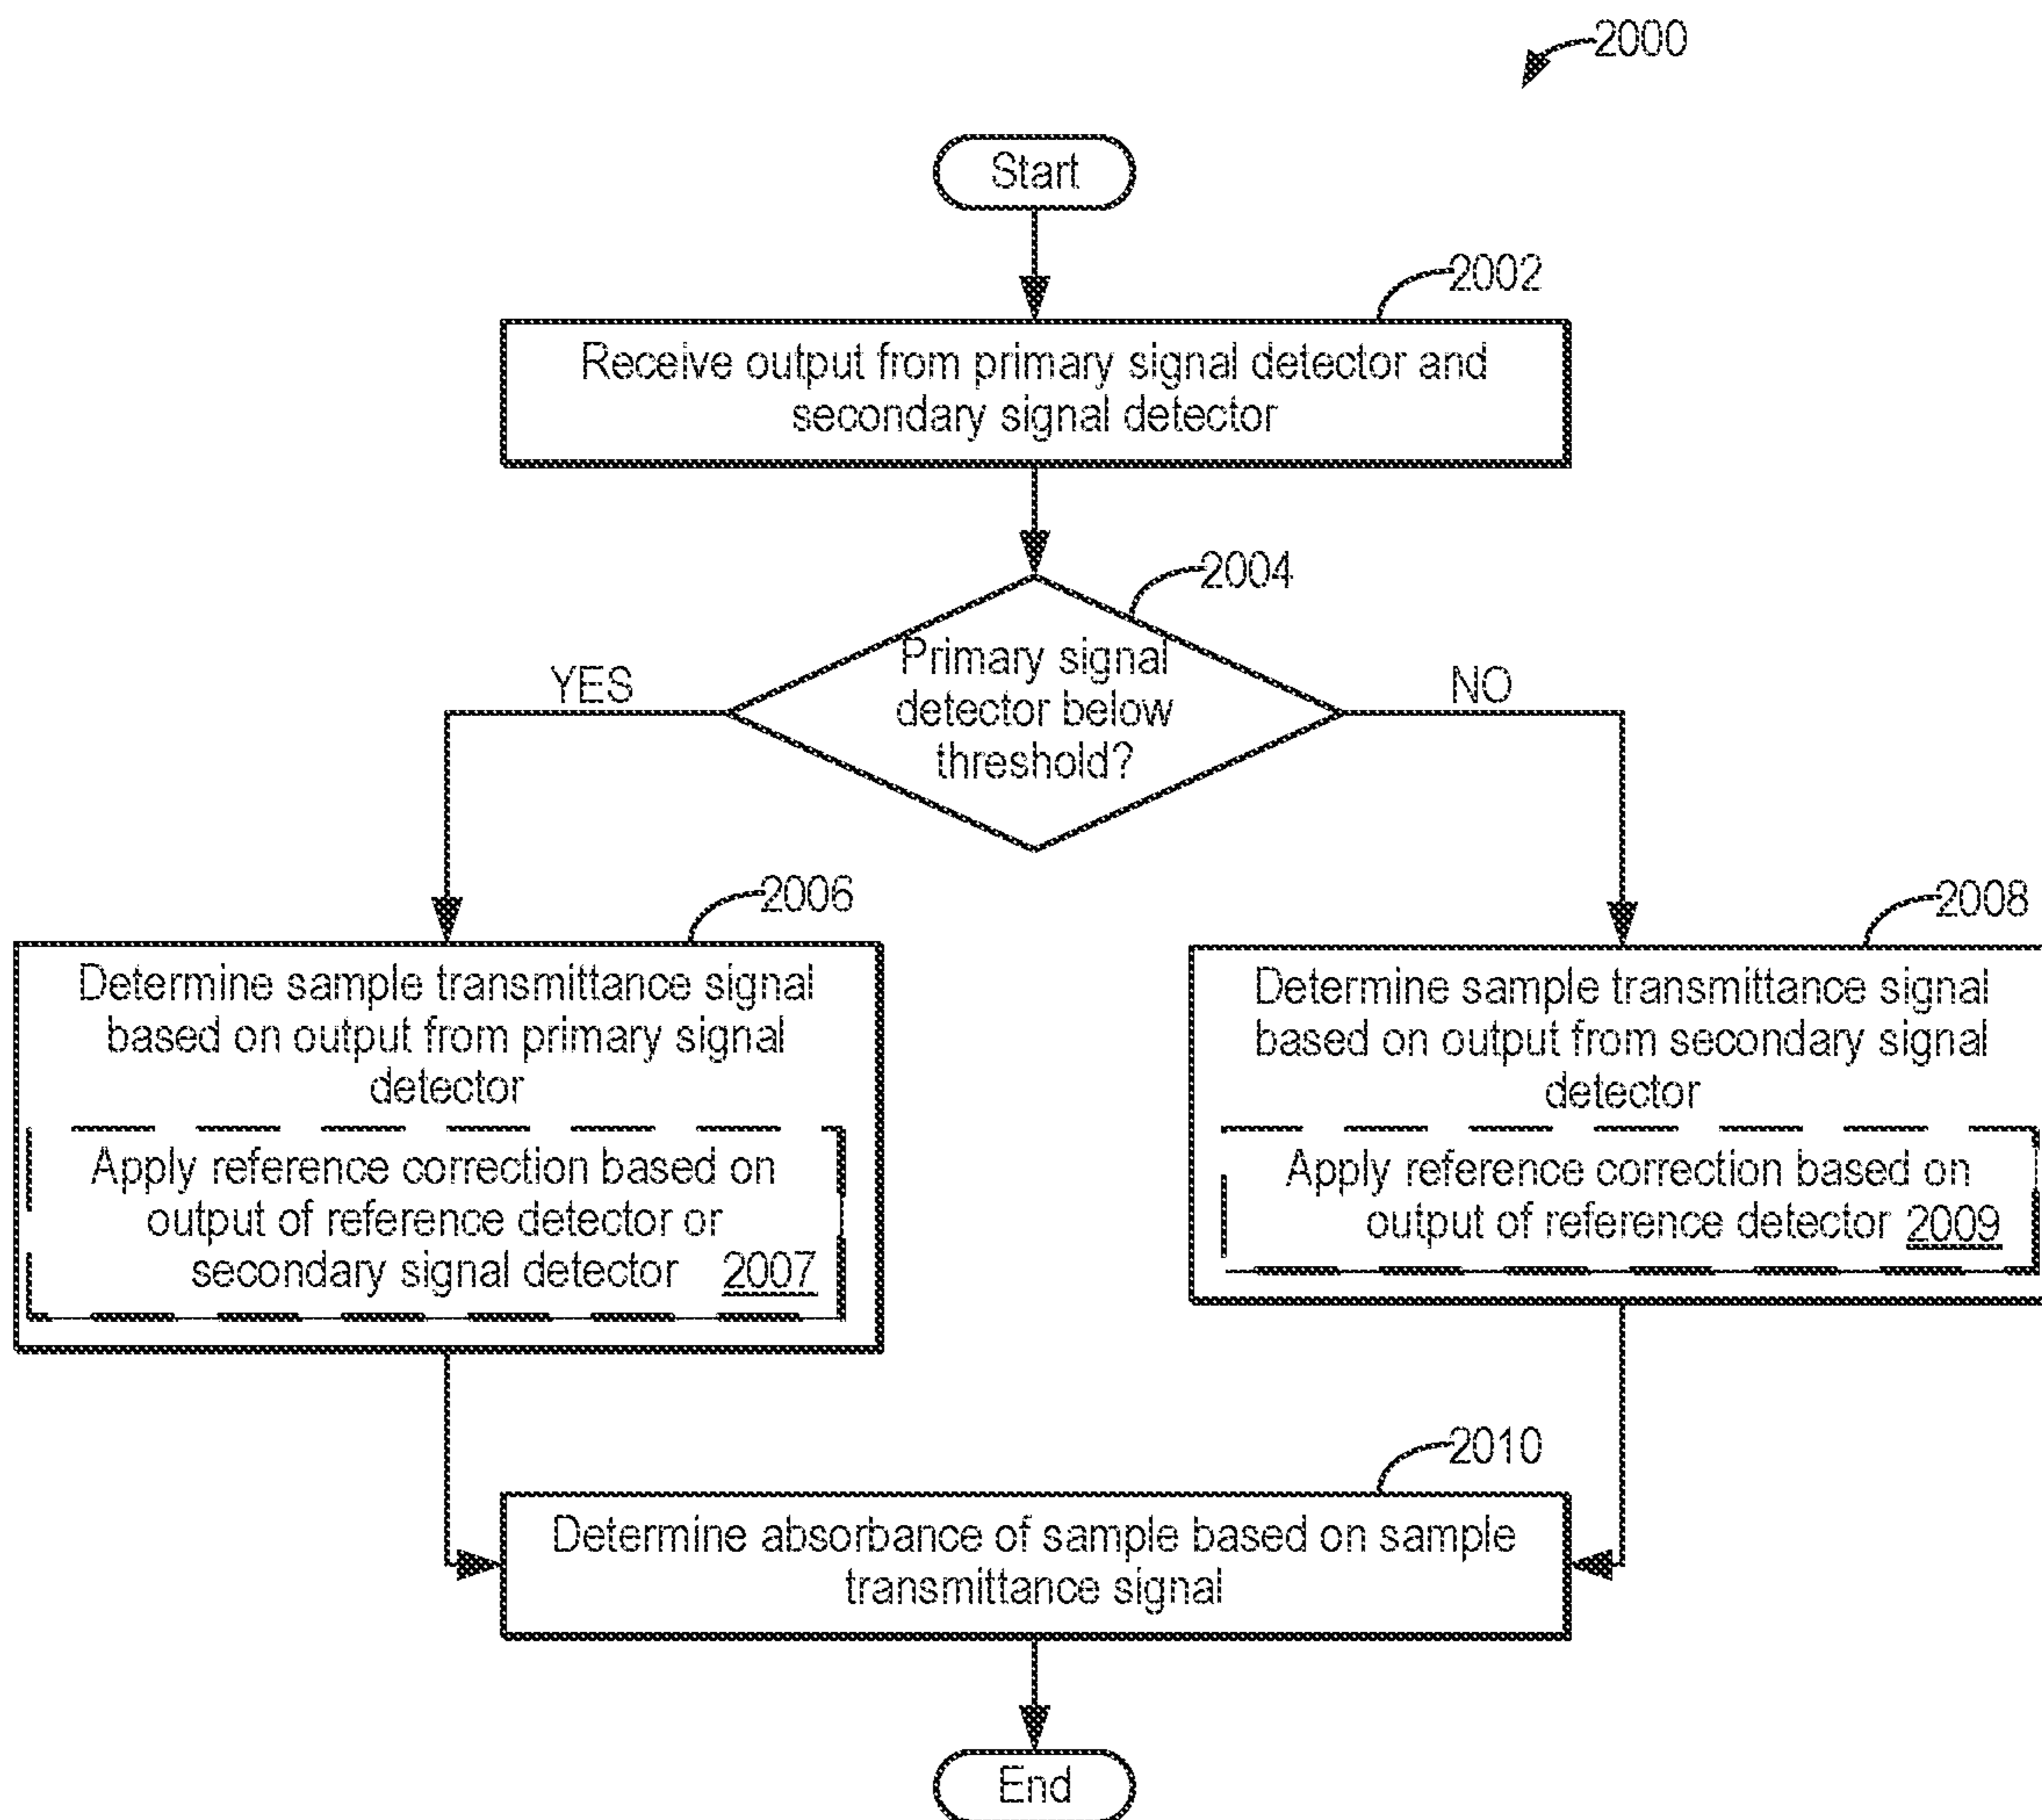 2000
Start
2002
Receive output from primary signal detector and
secondary signal detector
2004
Primary signal
detector below
threshold?
YES
NO
2006
Determine sample transmittance signal
based on output from primary signal
detector
Apply reference correction based on
output of reference detector or
secondary signal detector 2007
2008
Determine sample transmittance signal
based on output from secondary signal
detector
Apply reference correction based on
output of reference detector 2009
2010
Determine absorbance of sample based on sample
transmittance signal
End